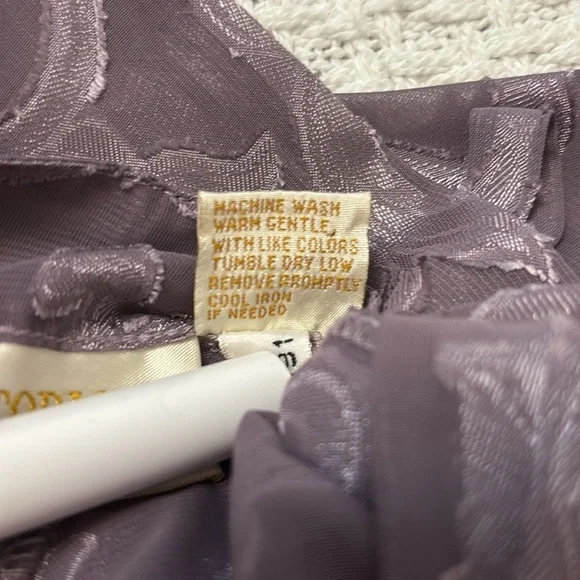 MACHINE WASH
WARM GENTLE,
WITH LIKE COLORS
TUMBLE DRY LOW
REMOVE PROMPTLY
COOL IRON
IF NEEDED